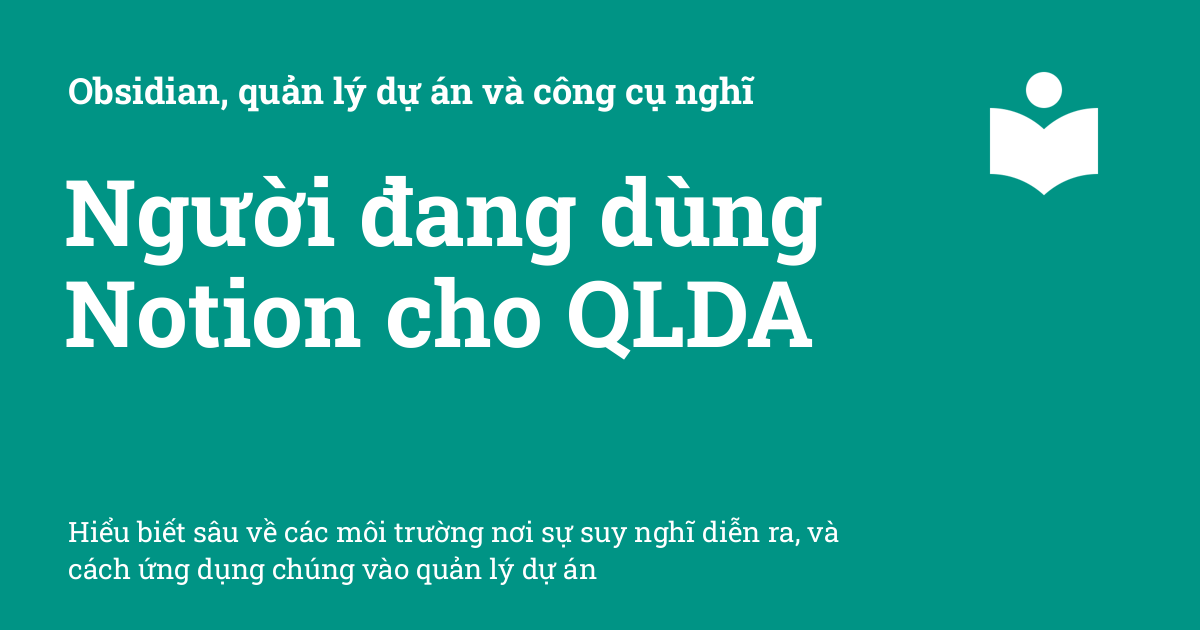 Obsidian, quản lý dự án và công cụ nghĩ
Người đang dùng
Notion cho QLDA
Hiểu biết sâu về các môi trường nơi sự suy nghĩ diễn ra, và
cách ứng dụng chúng vào quản lý dự án